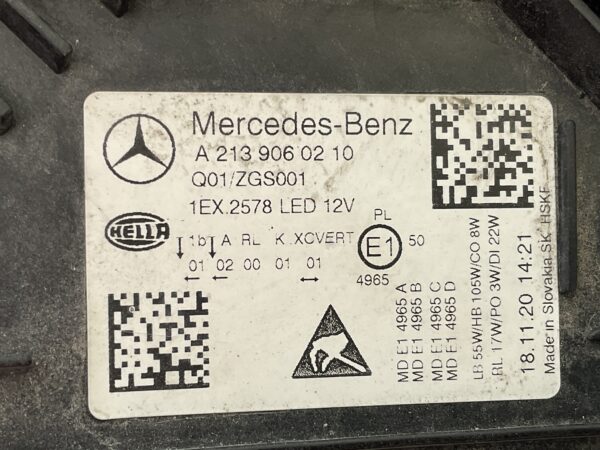 Mercedes-Benz
A 213 906 02 10
Q01/ZGS001
1EX.2578 LED 12V
HELLA
1bT A RL K .XCVERT
01 02 00 01 01
PL
E1 50
4965
MD E1 4965 A
MD E1 4965 B
MD E1 4965 C
MD E1 4965 D
LB 55W/HB 105W/CO 8W
RL 17W/PO 3W/DI 22W
18.11.20 14:21
Made in Slovakia SK HSKF